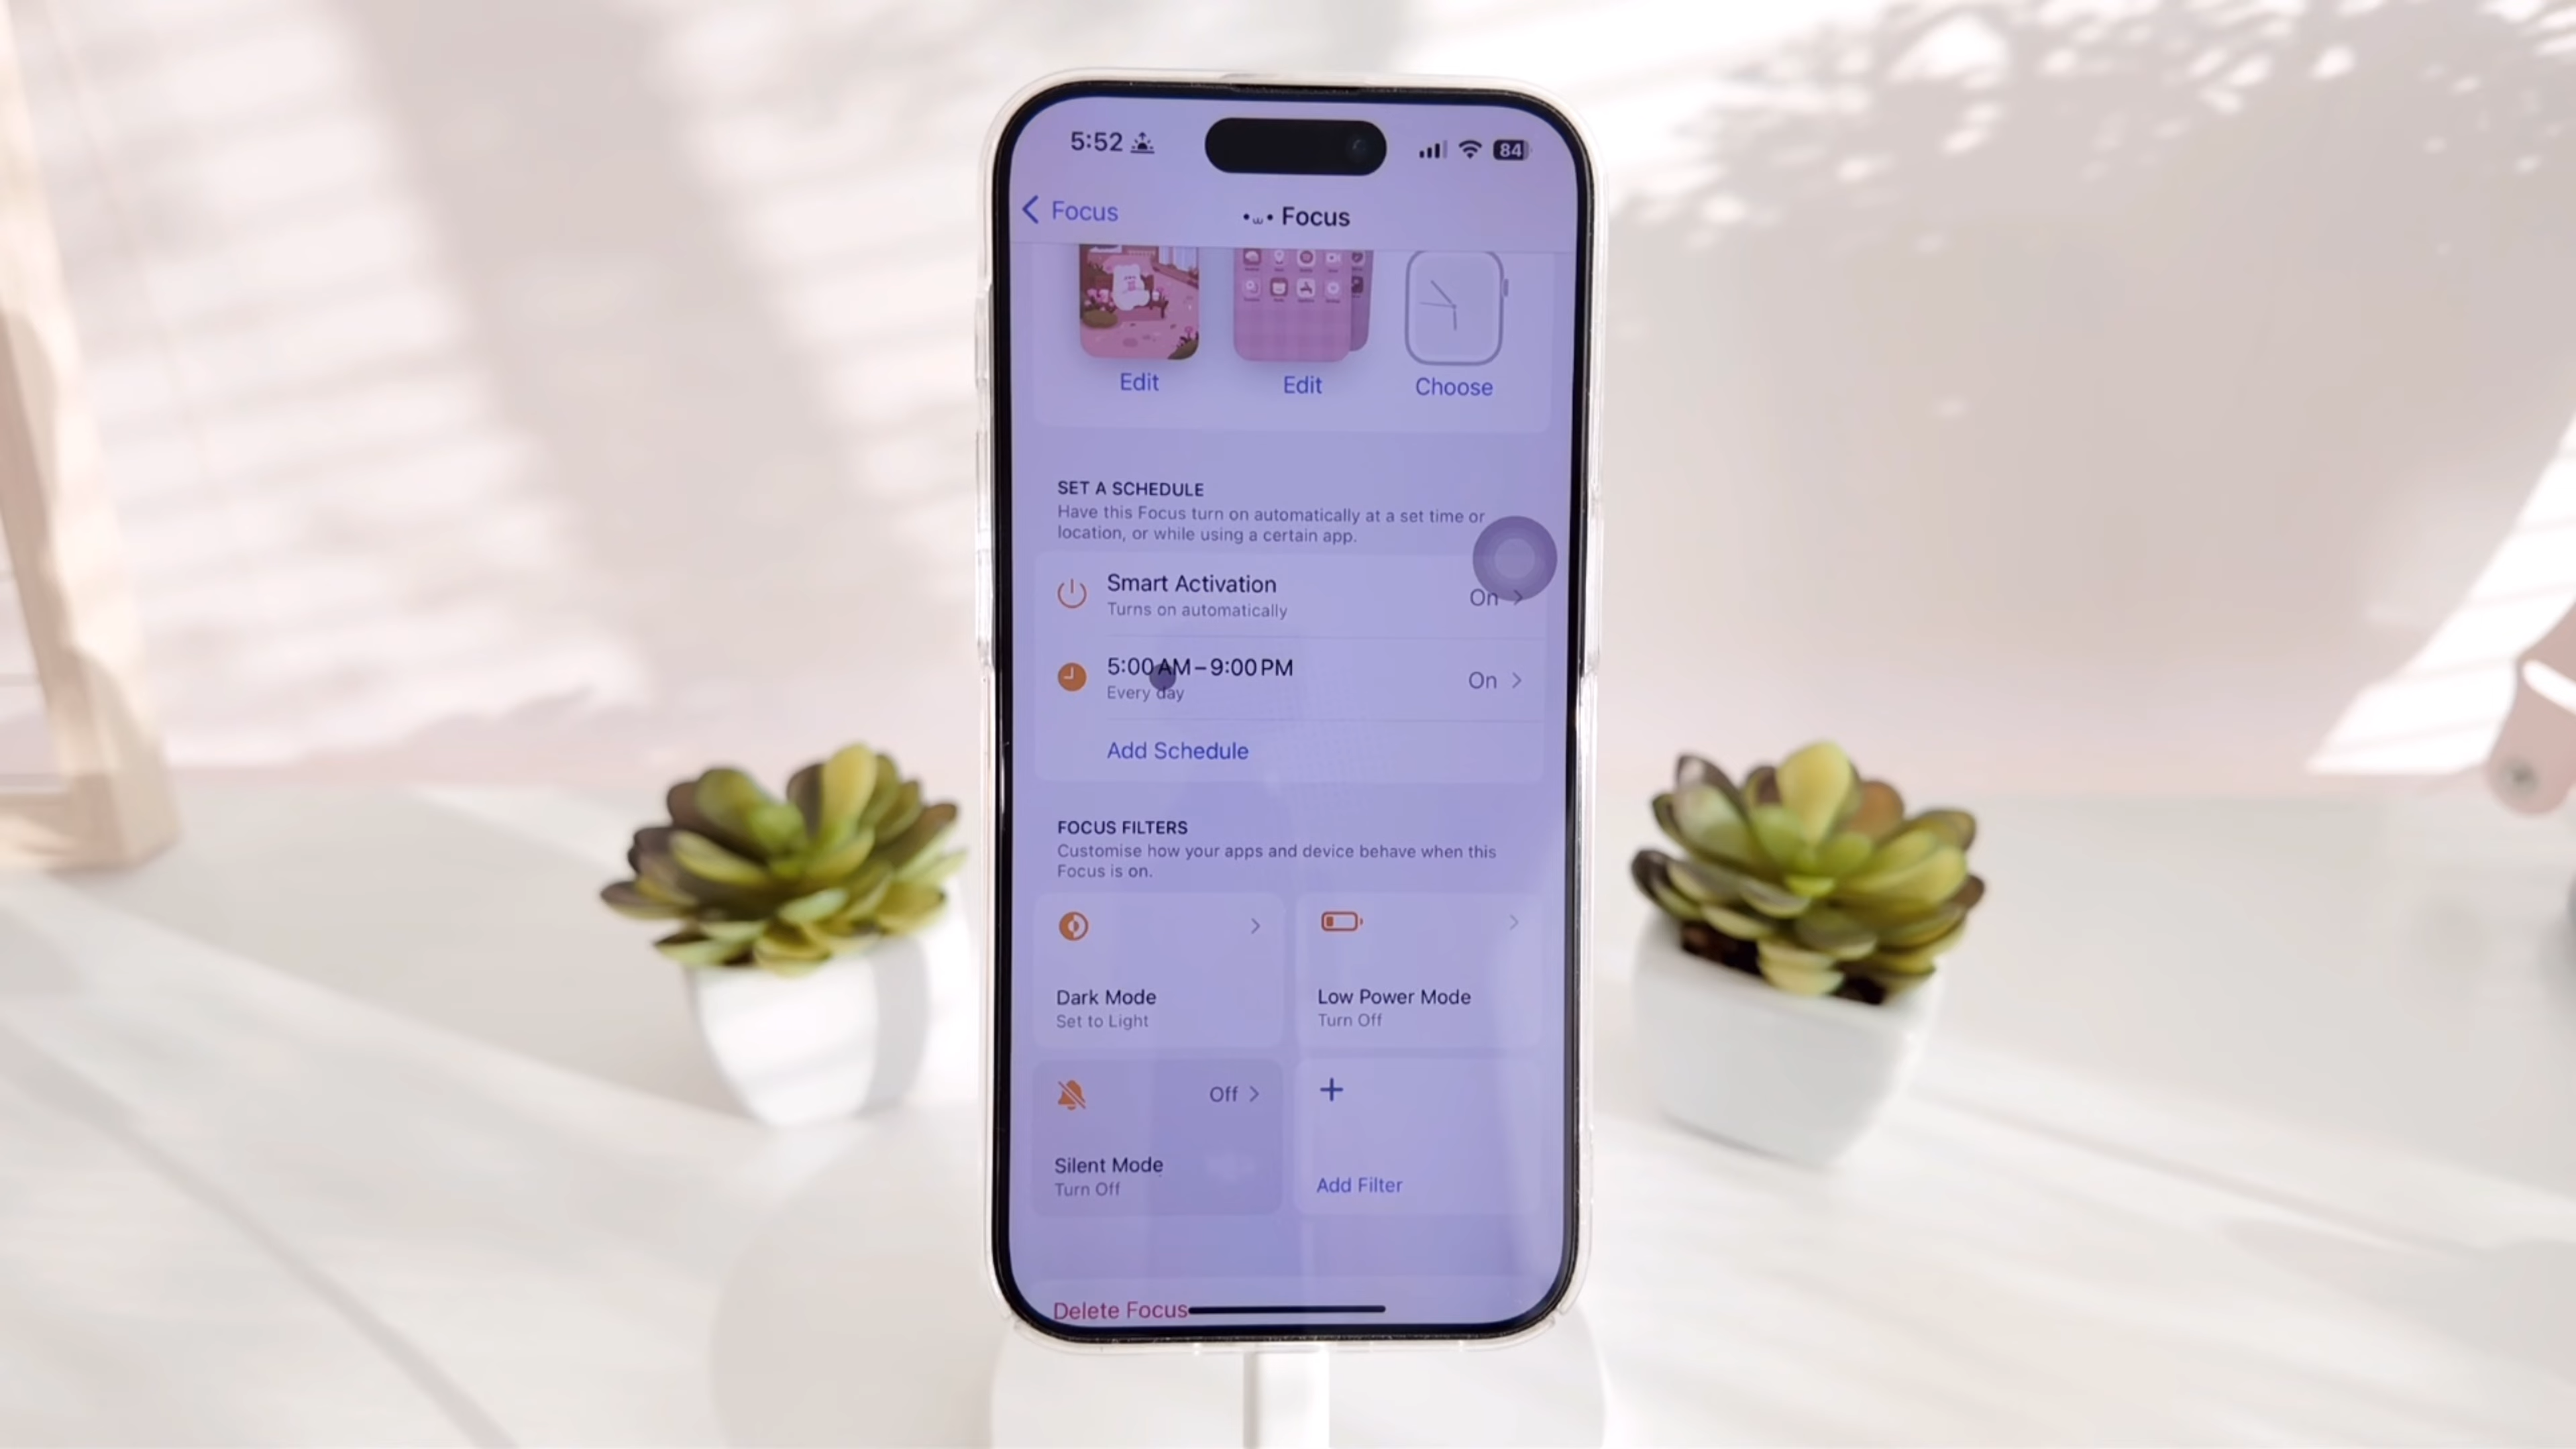 5:52
84
Focus
•ω• Focus
Edit
Edit
Choose
SET A SCHEDULE
Have this Focus turn on automatically at a set time or
location, or while using a certain app.
Smart Activation
Turns on automatically
On
5:00 AM – 9:00 PM
Every day
On
Add Schedule
FOCUS FILTERS
Customise how your apps and device behave when this
Focus is on.
Dark Mode
Set to Light
Low Power Mode
Turn Off
Off
Silent Mode
Turn Off
Add Filter
Delete Focus